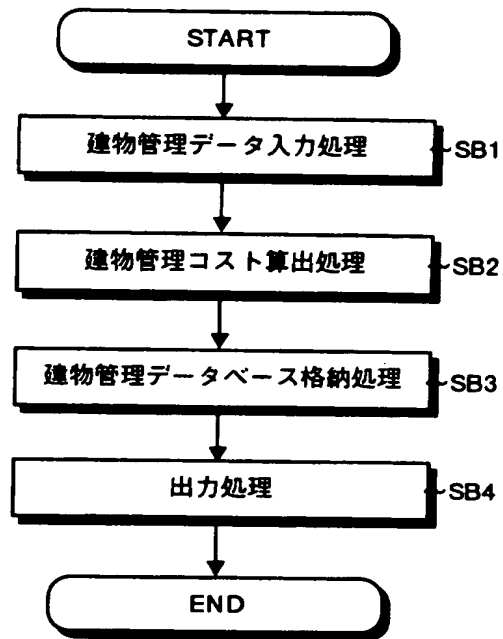 START
建物管理データ入力処理 SB1
建物管理コスト算出処理 SB2
建物管理データベース格納処理 SB3
出力処理 SB4
END